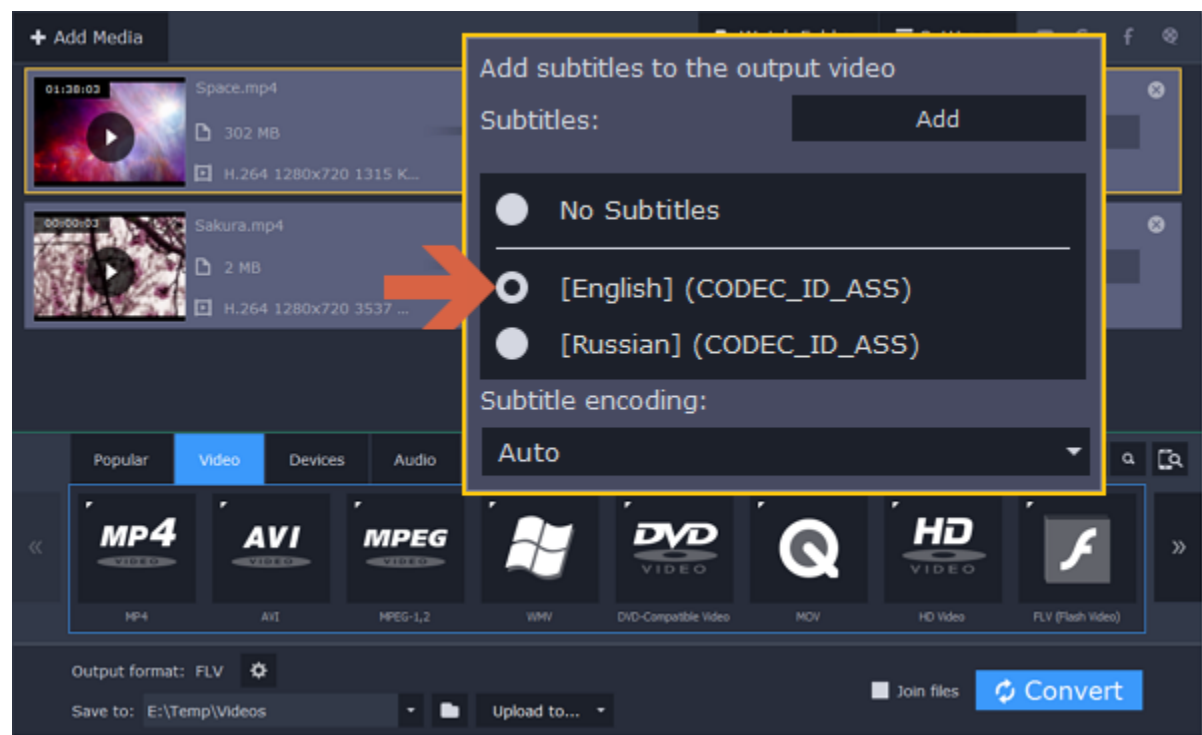 Add Media
01:38:03
Space.mp4
302 MB
H.264 1280x720 1315 K...
00:00:03
Sakura.mp4
2 MB
H.264 1280x720 3537 ...
Add subtitles to the output video
Subtitles:
Add
No Subtitles
[English] (CODEC_ID_ASS)
[Russian] (CODEC_ID_ASS)
Subtitle encoding:
Auto
Popular
Video
Devices
Audio
MP4
VIDEO
AVI
VIDEO
MPEG
VIDEO
DVD
VIDEO
HD
VIDEO
MP4
AVI
MPEG-1,2
WMV
DVD-Compatible Video
MOV
HD Video
FLV (Flash Video)
Output format: FLV
Join files
Convert
Save to: E:\Temp\Videos
Upload to...